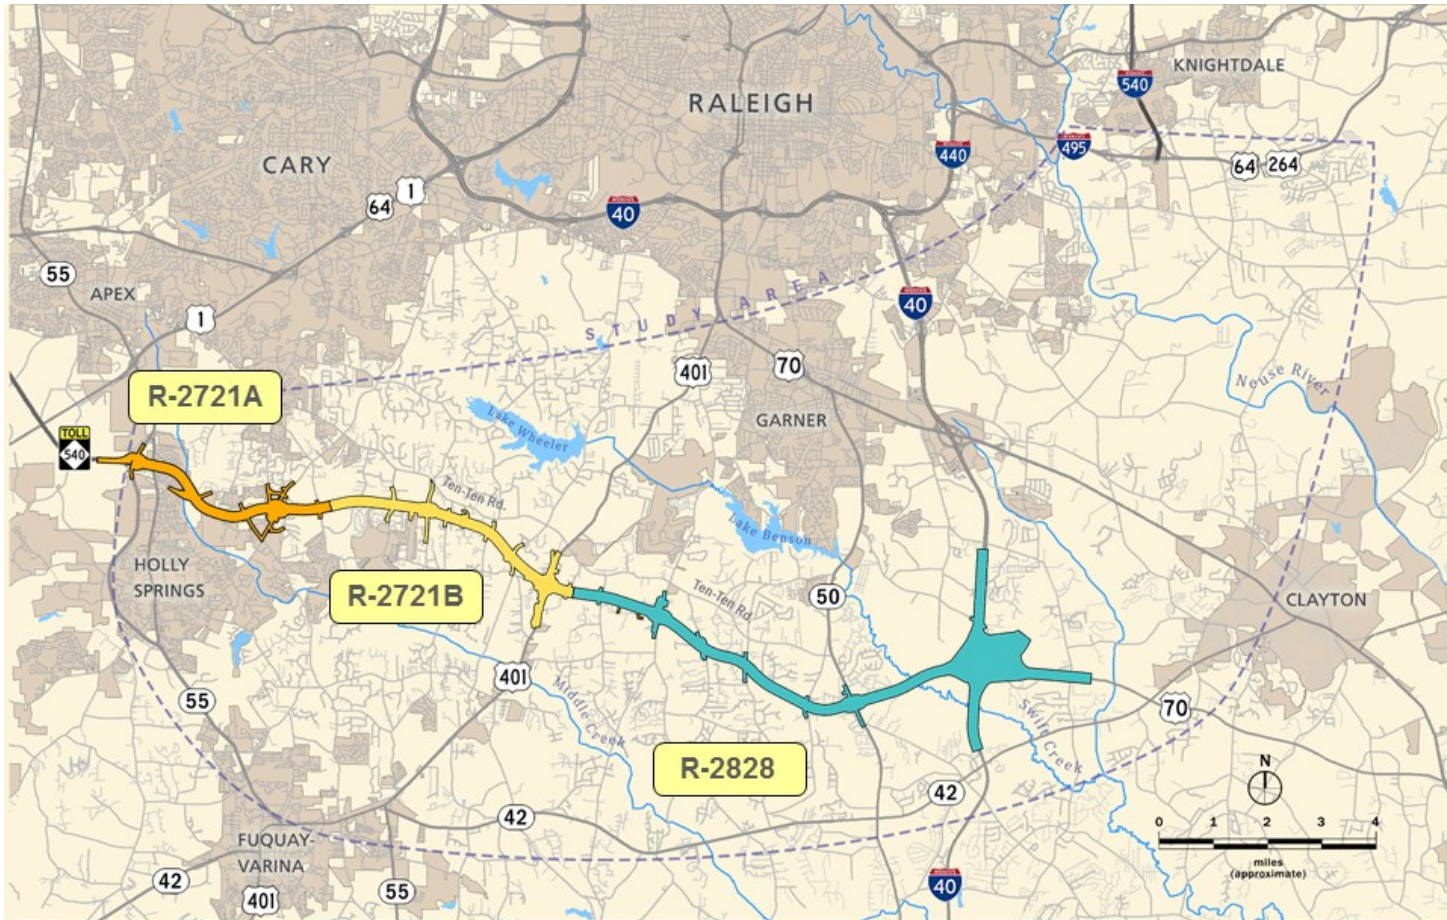 KNIGHTDALE
540
RALEIGH
440
495
CARY
64 264
64 1
40
55
APEX
STUDY AREA
40
1
401
70
Neuse River
R-2721A
Lake Wheeler
GARNER
TOLL
540
Ten-Ten Rd.
Lake Benson
HOLLY
SPRINGS
R-2721B
Ten-Ten Rd.
50
CLAYTON
401
55
Middle Creek
Swift Creek
70
R-2828
N
42
42
0 1 2 3 4
miles
(approximate)
FUQUAY-
VARINA
42
401
55
40